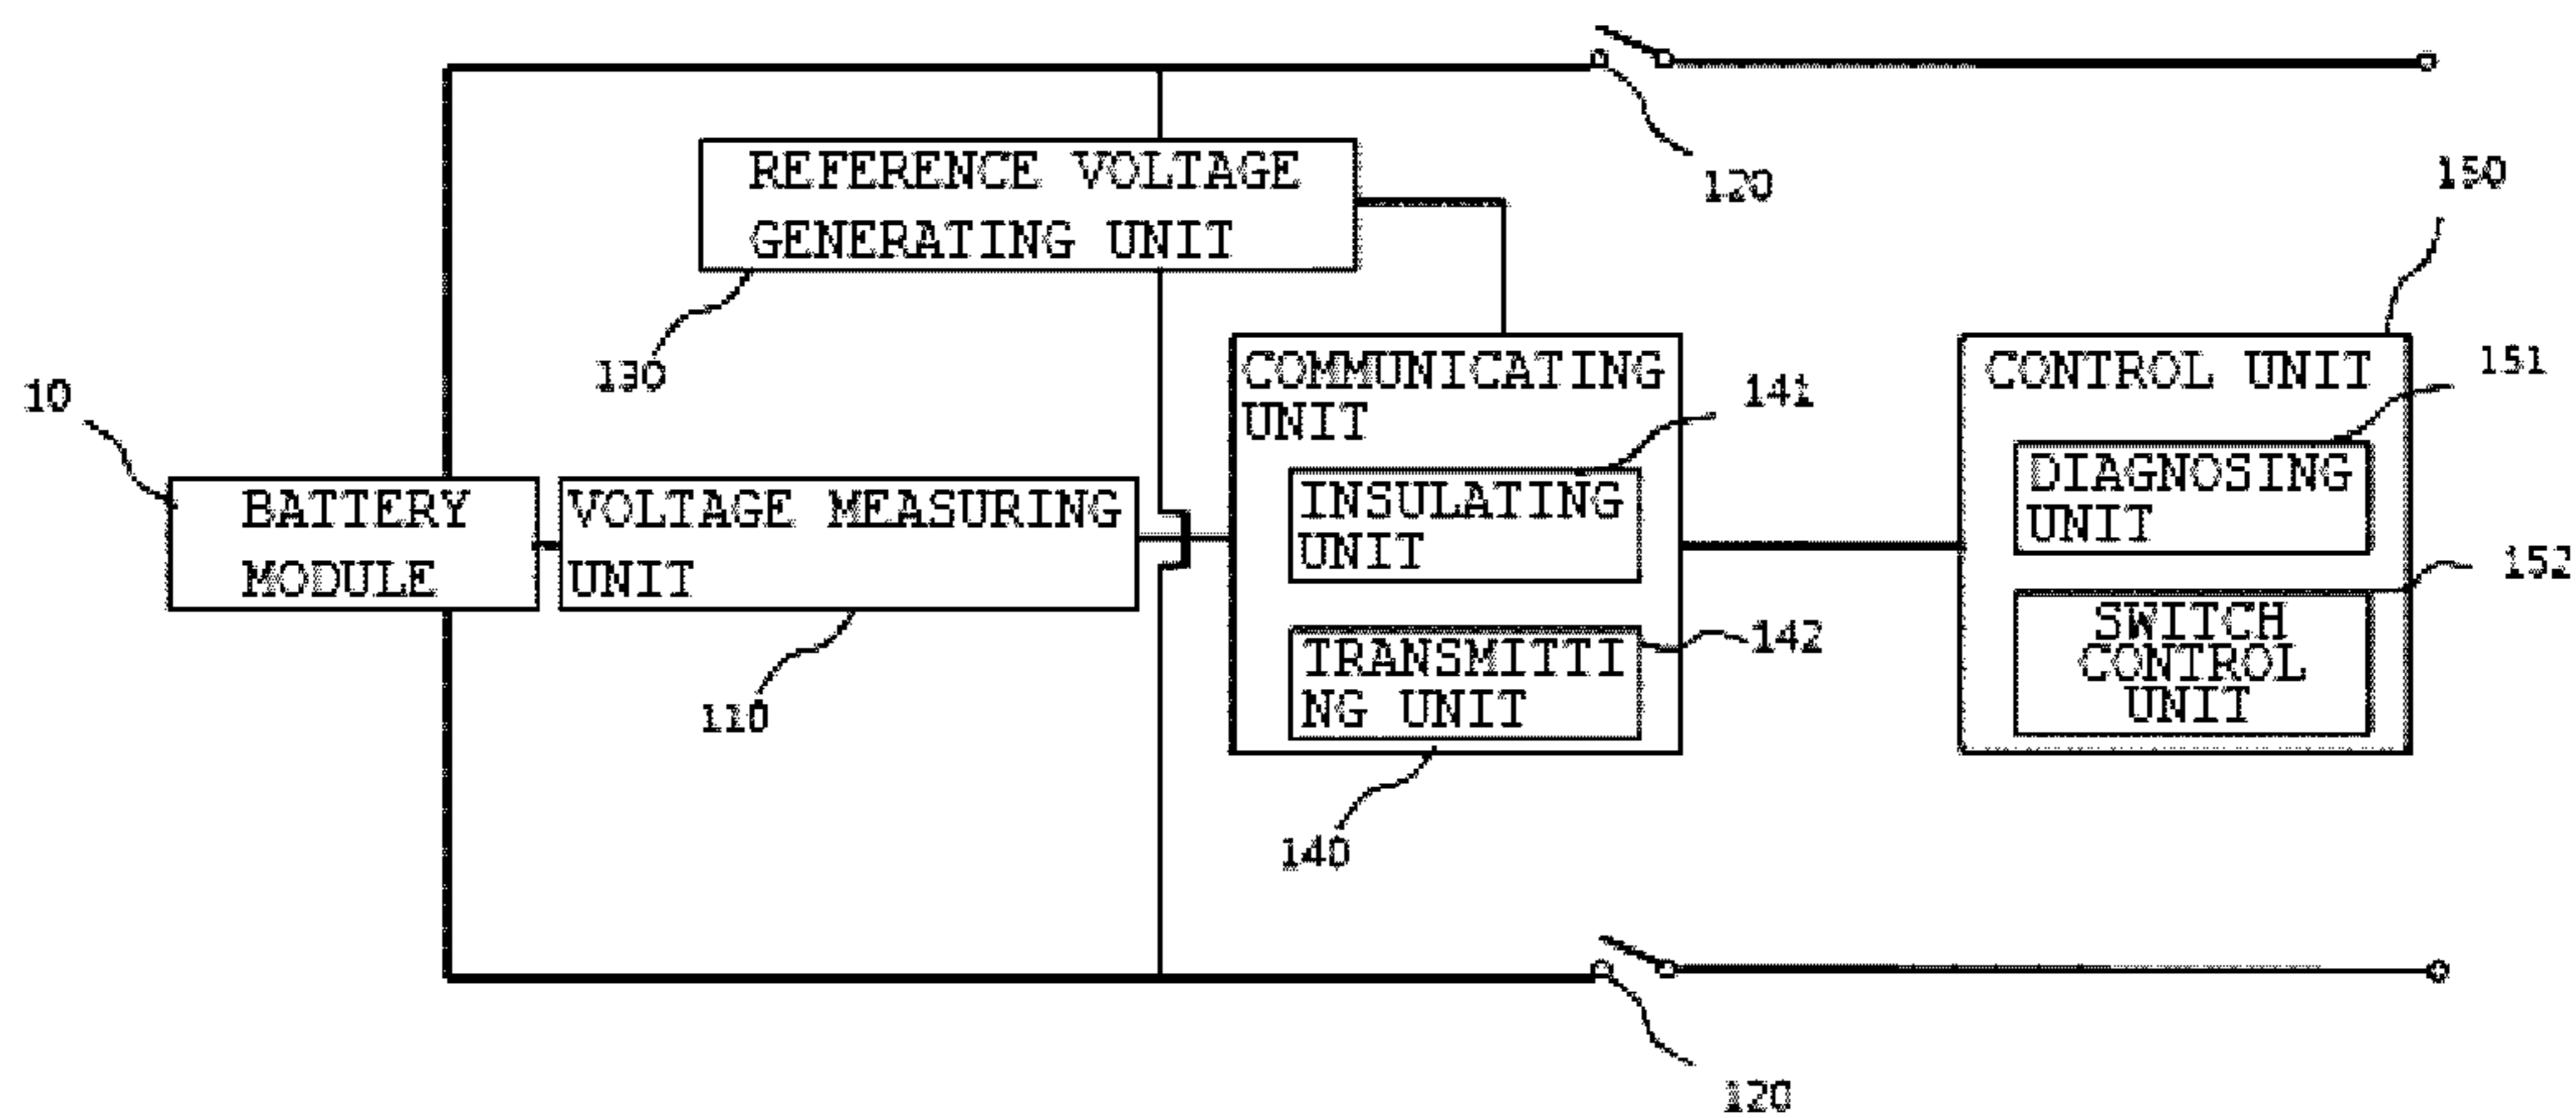 120
REFERENCE VOLTAGE
GENERATING UNIT
130
150
10
BATTERY
MODULE
VOLTAGE MEASURING
UNIT
110
COMMUNICATING
UNIT
141
INSULATING
UNIT
142
TRANSMITTI
NG UNIT
140
CONTROL UNIT
151
DIAGNOSING
UNIT
152
SWITCH
CONTROL
UNIT
120